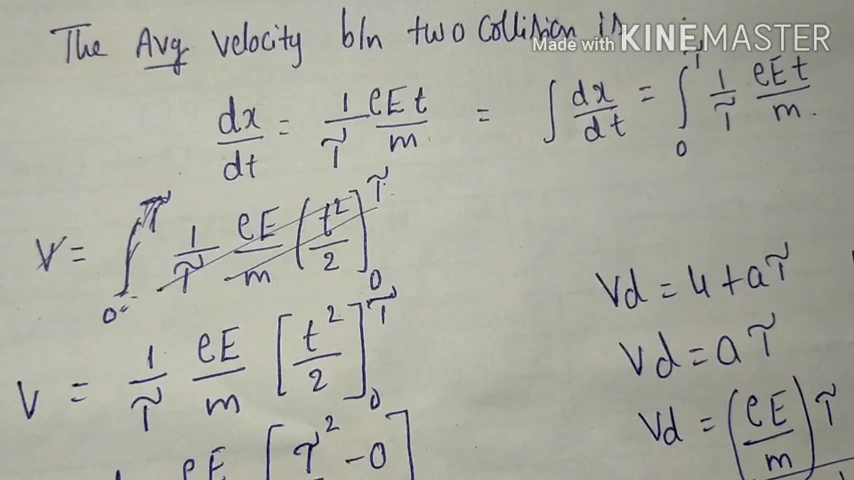 The Avg velocity b/n two collision is
Made with KINEMASTER
dx/dt = 1/τ eEt/m = ∫ dx/dt = ∫₀^τ 1/τ eEt/m.
V = ∫₀^τ 1/τ eE/m (t²/2]₀^τ
V = 1/τ eE/m [t²/2]₀^τ
eE [τ² - 0]
Vd = u + aτ
Vd = aτ
Vd = (eE/m) τ